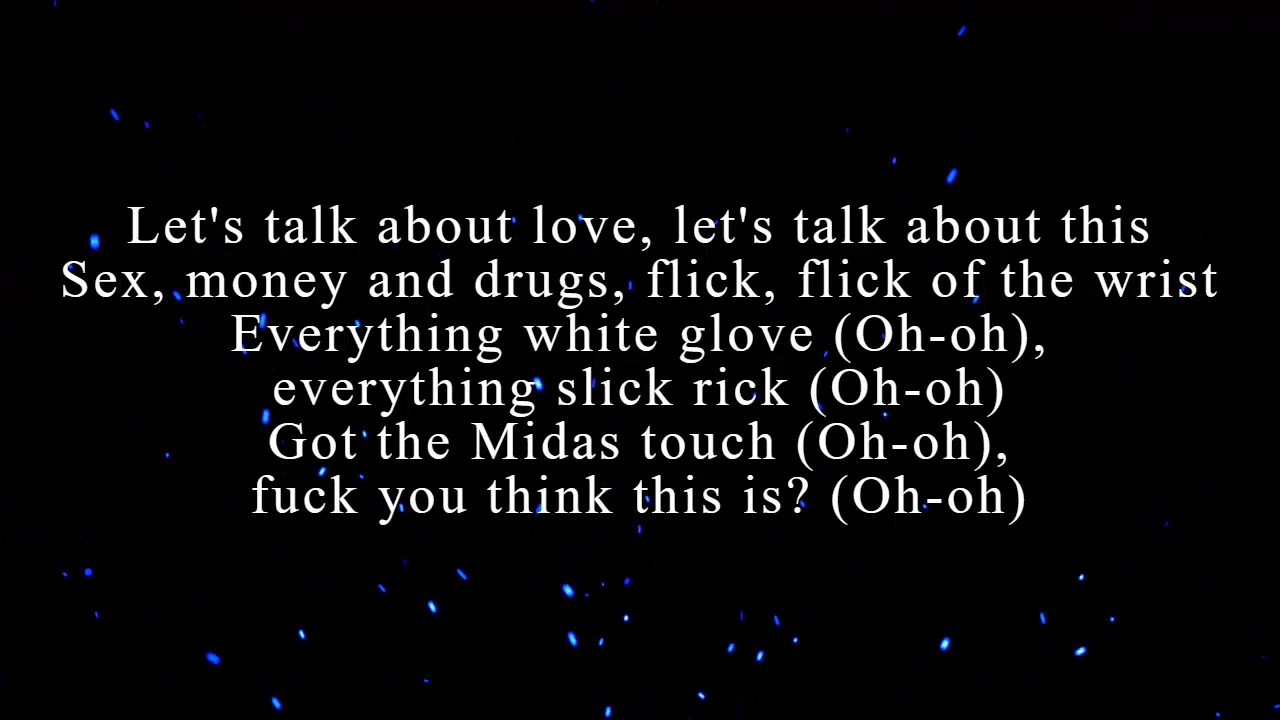 Let's talk about love, let's talk about this
Sex, money and drugs, flick, flick of the wrist
Everything white glove (Oh-oh),
everything slick rick (Oh-oh)
Got the Midas touch (Oh-oh),
fuck you think this is? (Oh-oh)